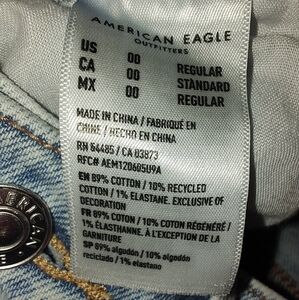 AMERICAN EAGLE
OUTFITTERS
US 00 REGULAR
CA 00 STANDARD
MX 00 REGULAR
MADE IN CHINA / FABRIQUÉ EN
CHINE / HECHO EN CHINA
RN 54485 / CA 03873
RFC# AEM120605U9A
EN 89% COTTON / 10% RECYCLED
COTTON / 1% ELASTANE. EXCLUSIVE OF
DECORATION
FR 89% COTON / 10% COTON RÉGÉNÉRÉ /
1% ÉLASTHANNE. À L'EXCEPTION DE LA
GARNITURE
SP 89% algodón / 10% algodón
reciclado / 1% elastano